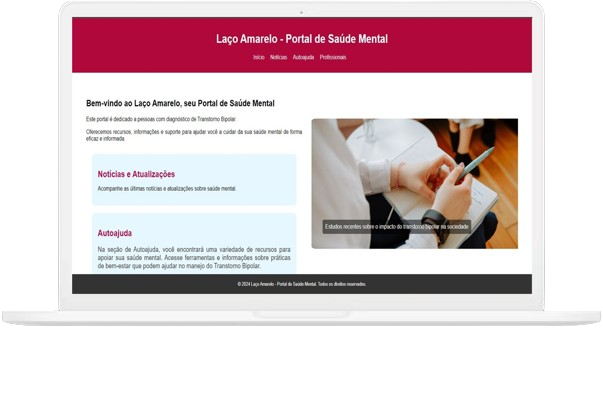 Laço Amarelo - Portal de Saúde Mental
Início Notícias Autoajuda Profissionais
Bem-vindo ao Laço Amarelo, seu Portal de Saúde Mental
Este portal é dedicado a pessoas com diagnóstico de Transtorno Bipolar.
Oferecemos recursos, informações e suporte para ajudar você a cuidar da sua saúde mental de forma
eficaz e informada.
Notícias e Atualizações
Acompanhe as últimas notícias e atualizações sobre saúde mental.
Autoajuda
Na seção de Autoajuda, você encontrará uma variedade de recursos para
apoiar sua saúde mental. Acesse ferramentas e informações sobre práticas
de bem-estar que podem ajudar no manejo do Transtorno Bipolar.
Estudos recentes sobre o impacto do transtorno bipolar na sociedade
© 2024 Laço Amarelo - Portal de Saúde Mental. Todos os direitos reservados.